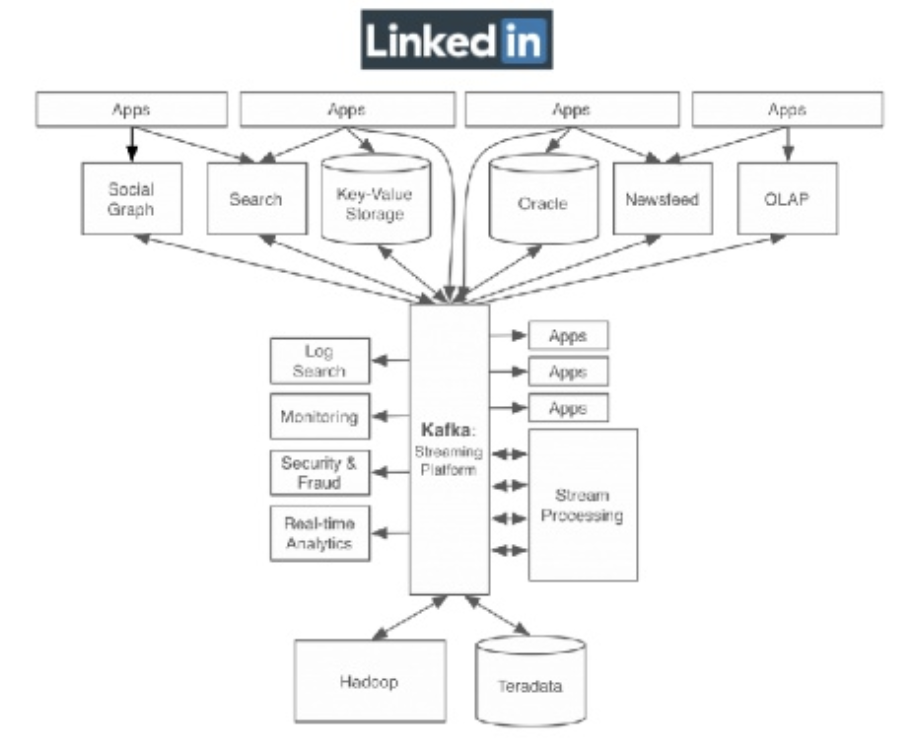 Linked in
Apps
Apps
Apps
Apps
Social
Graph
Search
Key-Value
Storage
Oracle
Newsfeed
OLAP
Log
Search
Monitoring
Security &
Fraud
Real-time
Analytics
Kafka:
Streaming
Platform
Apps
Apps
Apps
Stream
Processing
Hadoop
Teradata